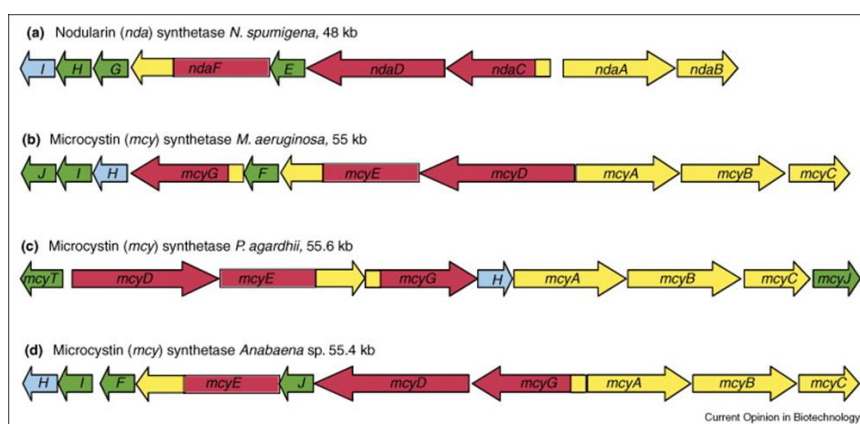 (a) Nodularin (nda) synthetase N. spumigena, 48 kb
I H G ndaF E ndaD ndaC ndaA ndaB
(b) Microcystin (mcy) synthetase M. aeruginosa, 55 kb
J I H mcyG F mcyE mcyD mcyA mcyB mcyC
(c) Microcystin (mcy) synthetase P. agardhii, 55.6 kb
mcyT mcyD mcyE mcyG H mcyA mcyB mcyC mcyJ
(d) Microcystin (mcy) synthetase Anabaena sp. 55.4 kb
H I F mcyE J mcyD mcyG mcyA mcyB mcyC
Current Opinion in Biotechnology